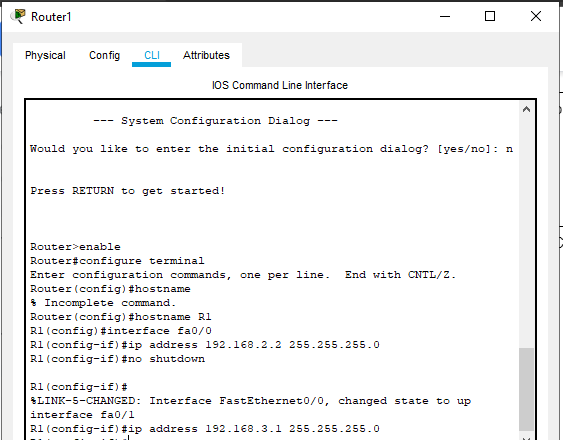 Router1
Physical Config CLI Attributes
IOS Command Line Interface
--- System Configuration Dialog ---
Would you like to enter the initial configuration dialog? [yes/no]: n
Press RETURN to get started!
Router>enable
Router#configure terminal
Enter configuration commands, one per line.  End with CNTL/Z.
Router(config)#hostname
% Incomplete command.
Router(config)#hostname R1
R1(config)#interface fa0/0
R1(config-if)#ip address 192.168.2.2 255.255.255.0
R1(config-if)#no shutdown
R1(config-if)#
%LINK-5-CHANGED: Interface FastEthernet0/0, changed state to up
interface fa0/1
R1(config-if)#ip address 192.168.3.1 255.255.255.0